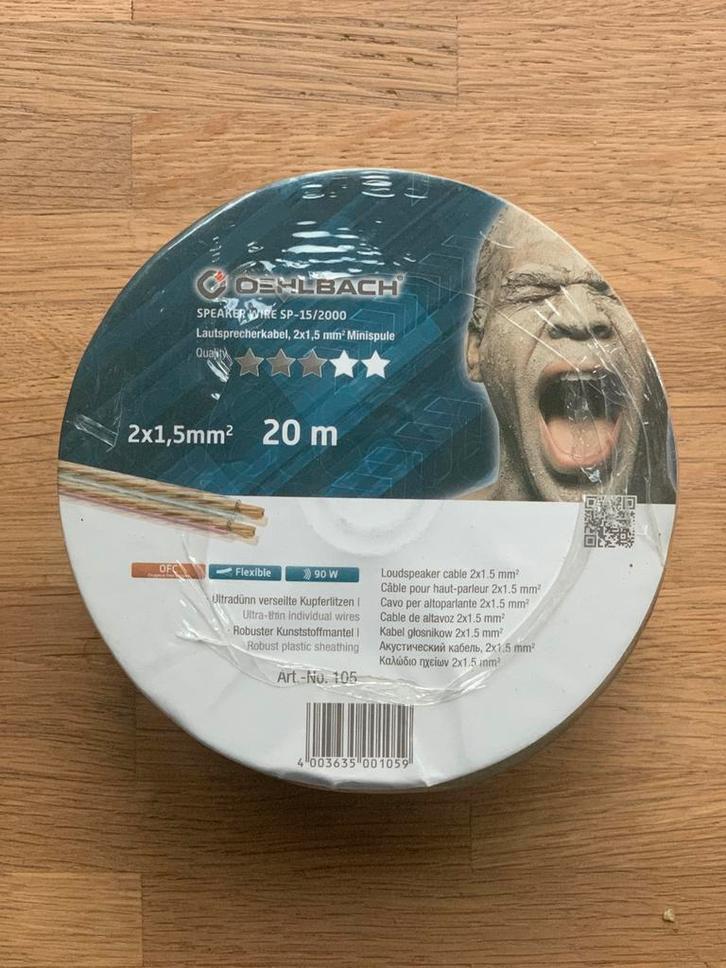 OEHLBACH®
SPEAKER WIRE SP-15/2000
Lautsprecherkabel, 2x1,5 mm² Minispule
Quality
2x1,5mm² 20 m
OFC
Flexible
90 W
· Ultradünn verseilte Kupferlitzen |
Ultra-thin individual wires
· Robuster Kunststoffmantel |
Robust plastic sheathing
Loudspeaker cable 2x1.5 mm²
Câble pour haut-parleur 2x1.5 mm²
Cavo per altoparlante 2x1.5 mm²
Cable de altavoz 2x1.5 mm²
Kabel głosnikow 2x1.5 mm²
Акустический кабель, 2x1.5 mm²
Καλώδιο ηχείων 2x1.5 mm²
Art.-No. 105
4 003635 001059